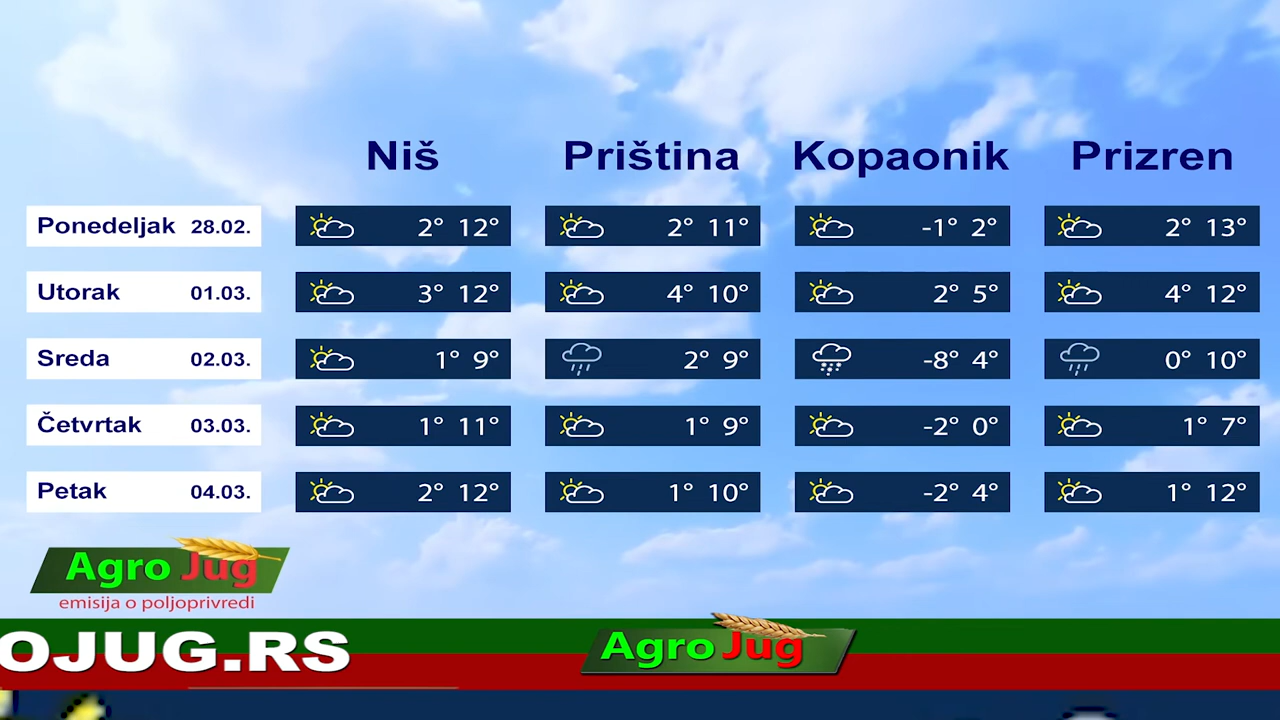 Niš Priština Kopaonik Prizren
Ponedeljak 28.02. 2° 12° 2° 11° -1° 2° 2° 13°
Utorak 01.03. 3° 12° 4° 10° 2° 5° 4° 12°
Sreda 02.03. 1° 9° 2° 9° -8° 4° 0° 10°
Četvrtak 03.03. 1° 11° 1° 9° -2° 0° 1° 7°
Petak 04.03. 2° 12° 1° 10° -2° 4° 1° 12°
Agro Jug
emisija o poljoprivredi
OJUG.RS
Agro Jug